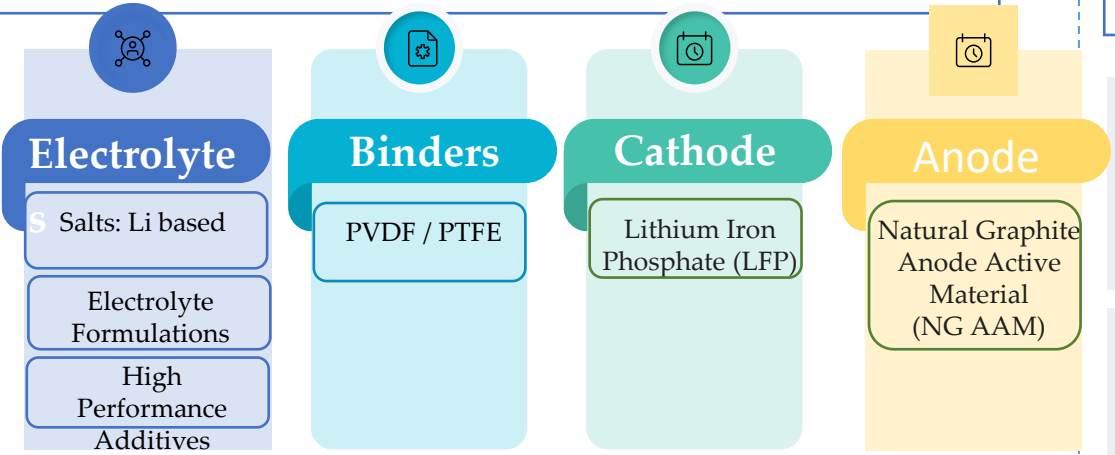 Electrolyte
s
Salts: Li based
Electrolyte
Formulations
High
Performance
Additives
Binders
PVDF / PTFE
Cathode
Lithium Iron
Phosphate (LFP)
Anode
Natural Graphite
Anode Active
Material
(NG AAM)